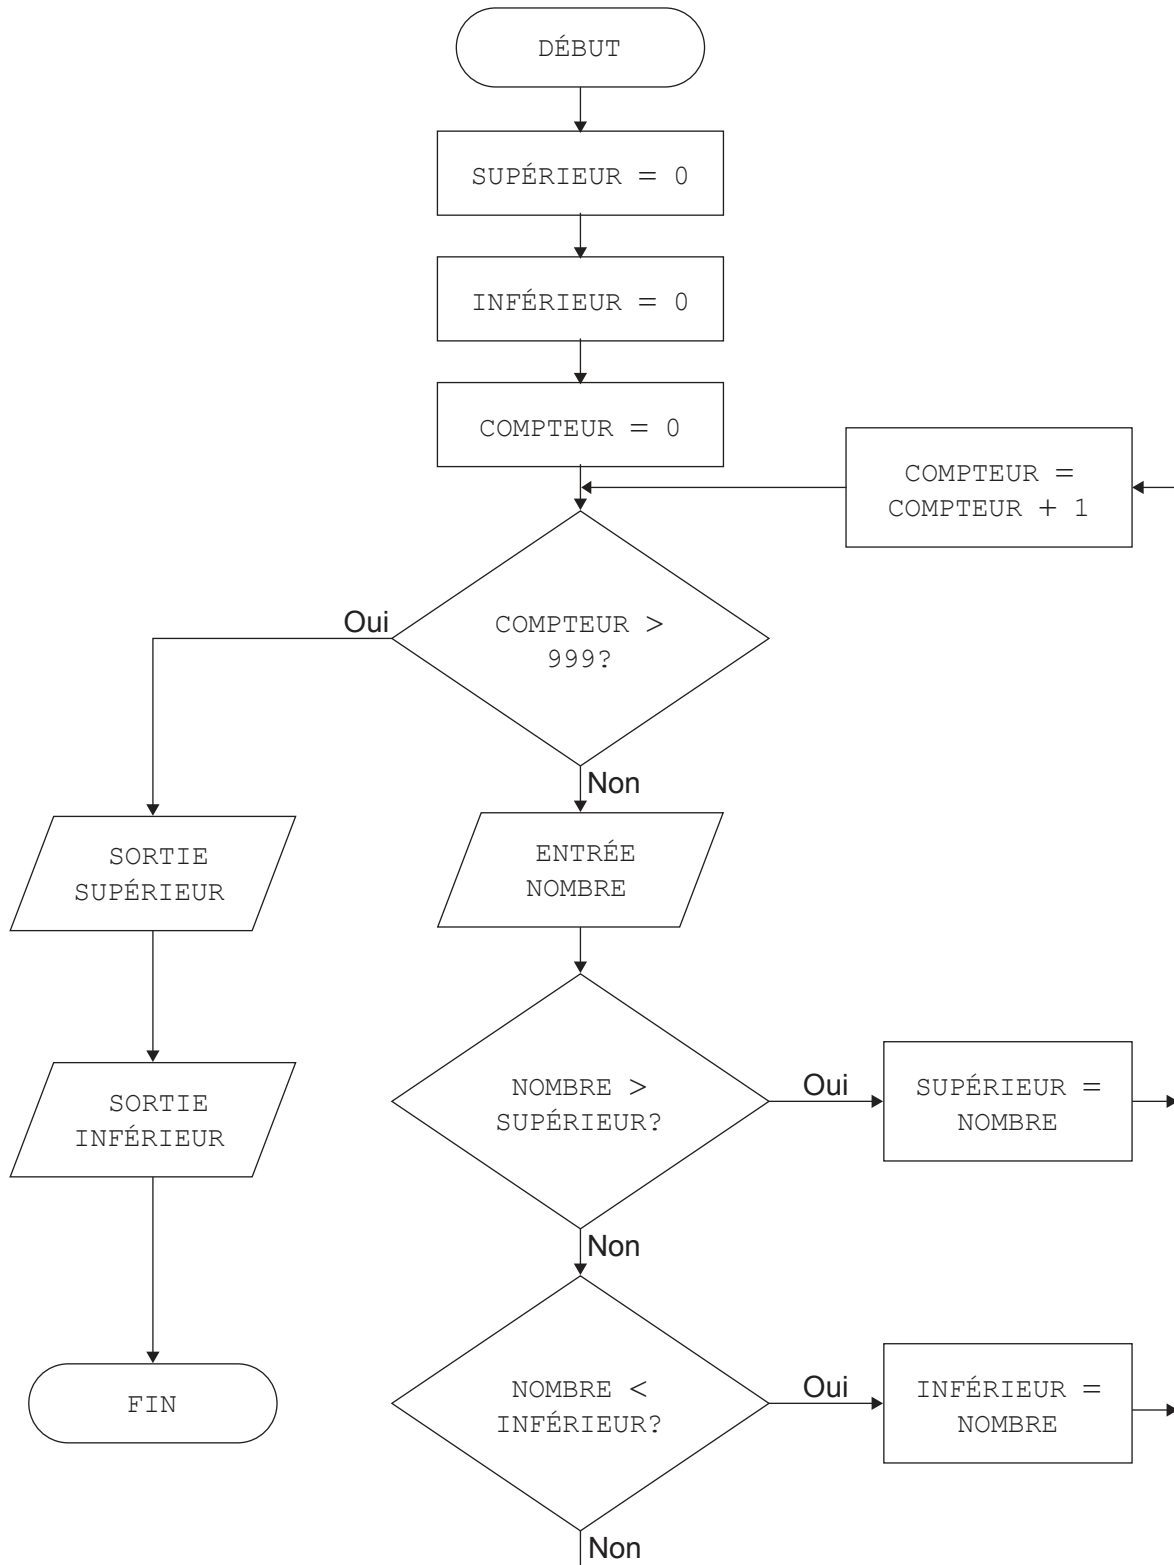 DÉBUT
SUPÉRIEUR = 0
INFÉRIEUR = 0
COMPTEUR = 0
COMPTEUR =
COMPTEUR + 1
COMPTEUR >
999?
Oui
Non
SORTIE
SUPÉRIEUR
ENTRÉE
NOMBRE
SORTIE
INFÉRIEUR
NOMBRE >
SUPÉRIEUR?
Oui
SUPÉRIEUR =
NOMBRE
Non
FIN
NOMBRE <
INFÉRIEUR?
Oui
INFÉRIEUR =
NOMBRE
Non